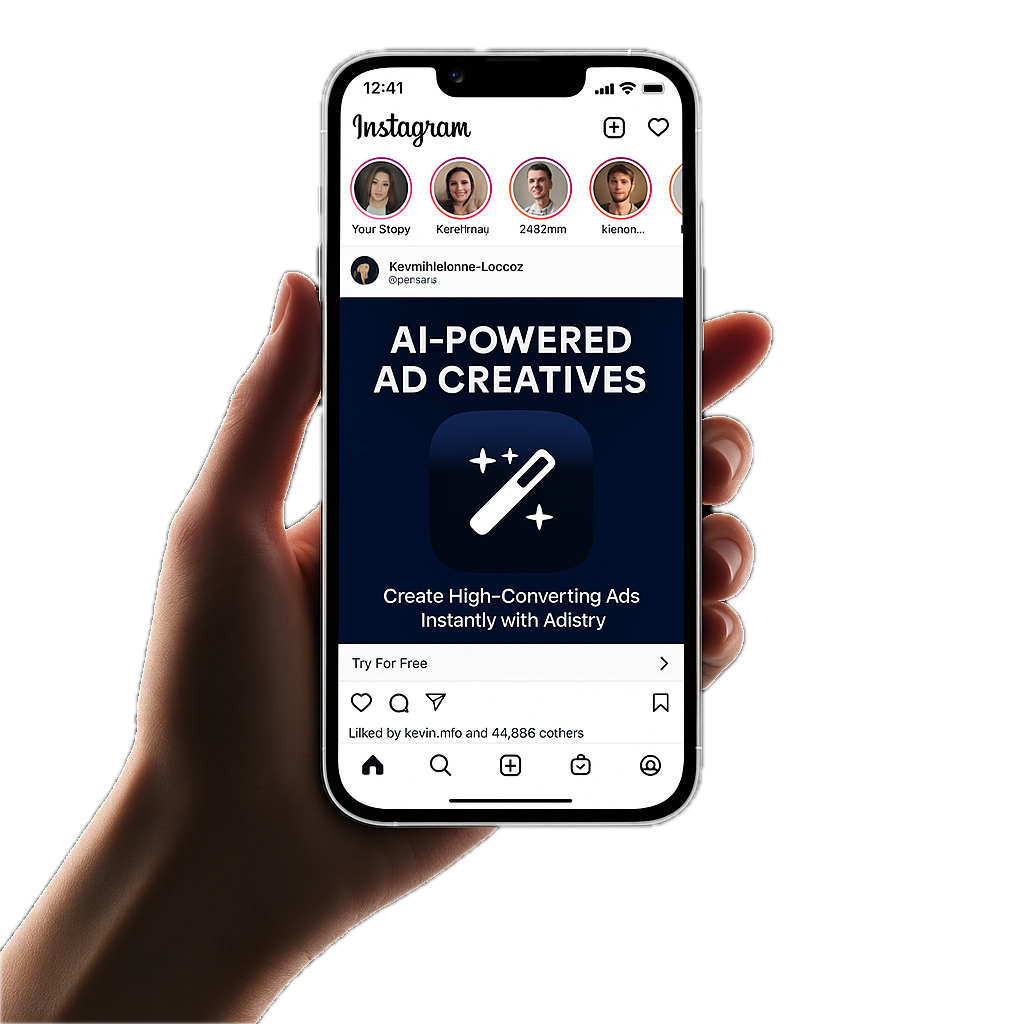 12:41
Instagram
Your Stopy
Kerełrnay
2482mm
kienon...
Kevmihlelonne-Loccoz
@pensaris
AI-POWERED
AD CREATIVES
Create High-Converting Ads
Instantly with Adistry
Try For Free
Lilked by kevin.mfo and 44,886 cothers